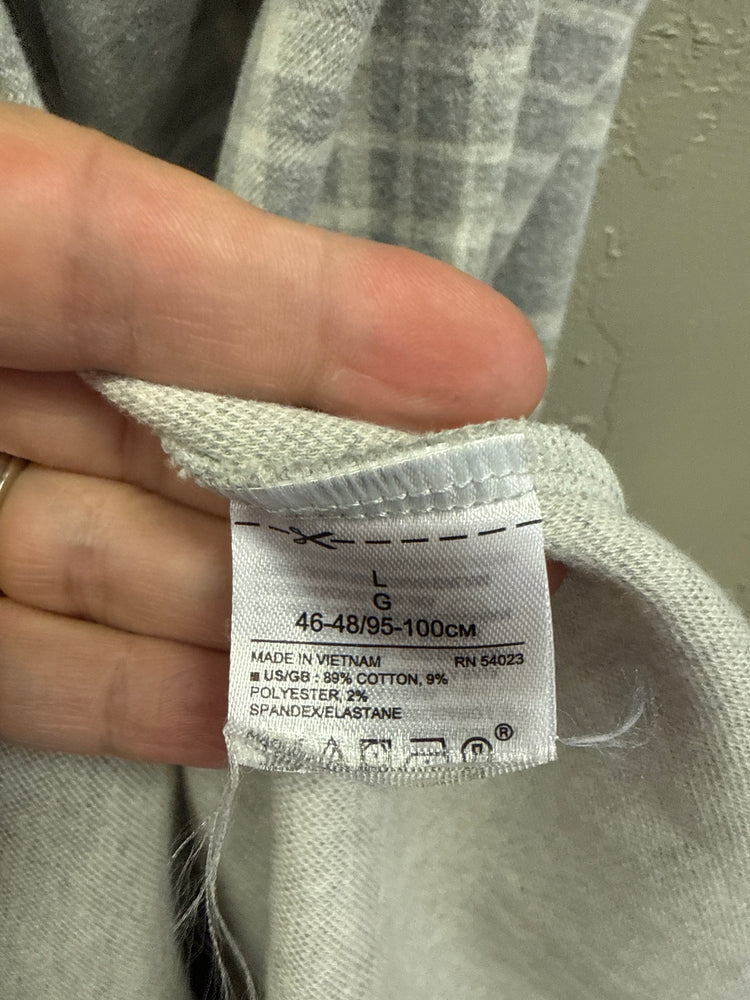 L
G
46-48/95-100CM
MADE IN VIETNAM RN 54023
■ US/GB : 89% COTTON, 9%
POLYESTER, 2%
SPANDEX/ELASTANE
®